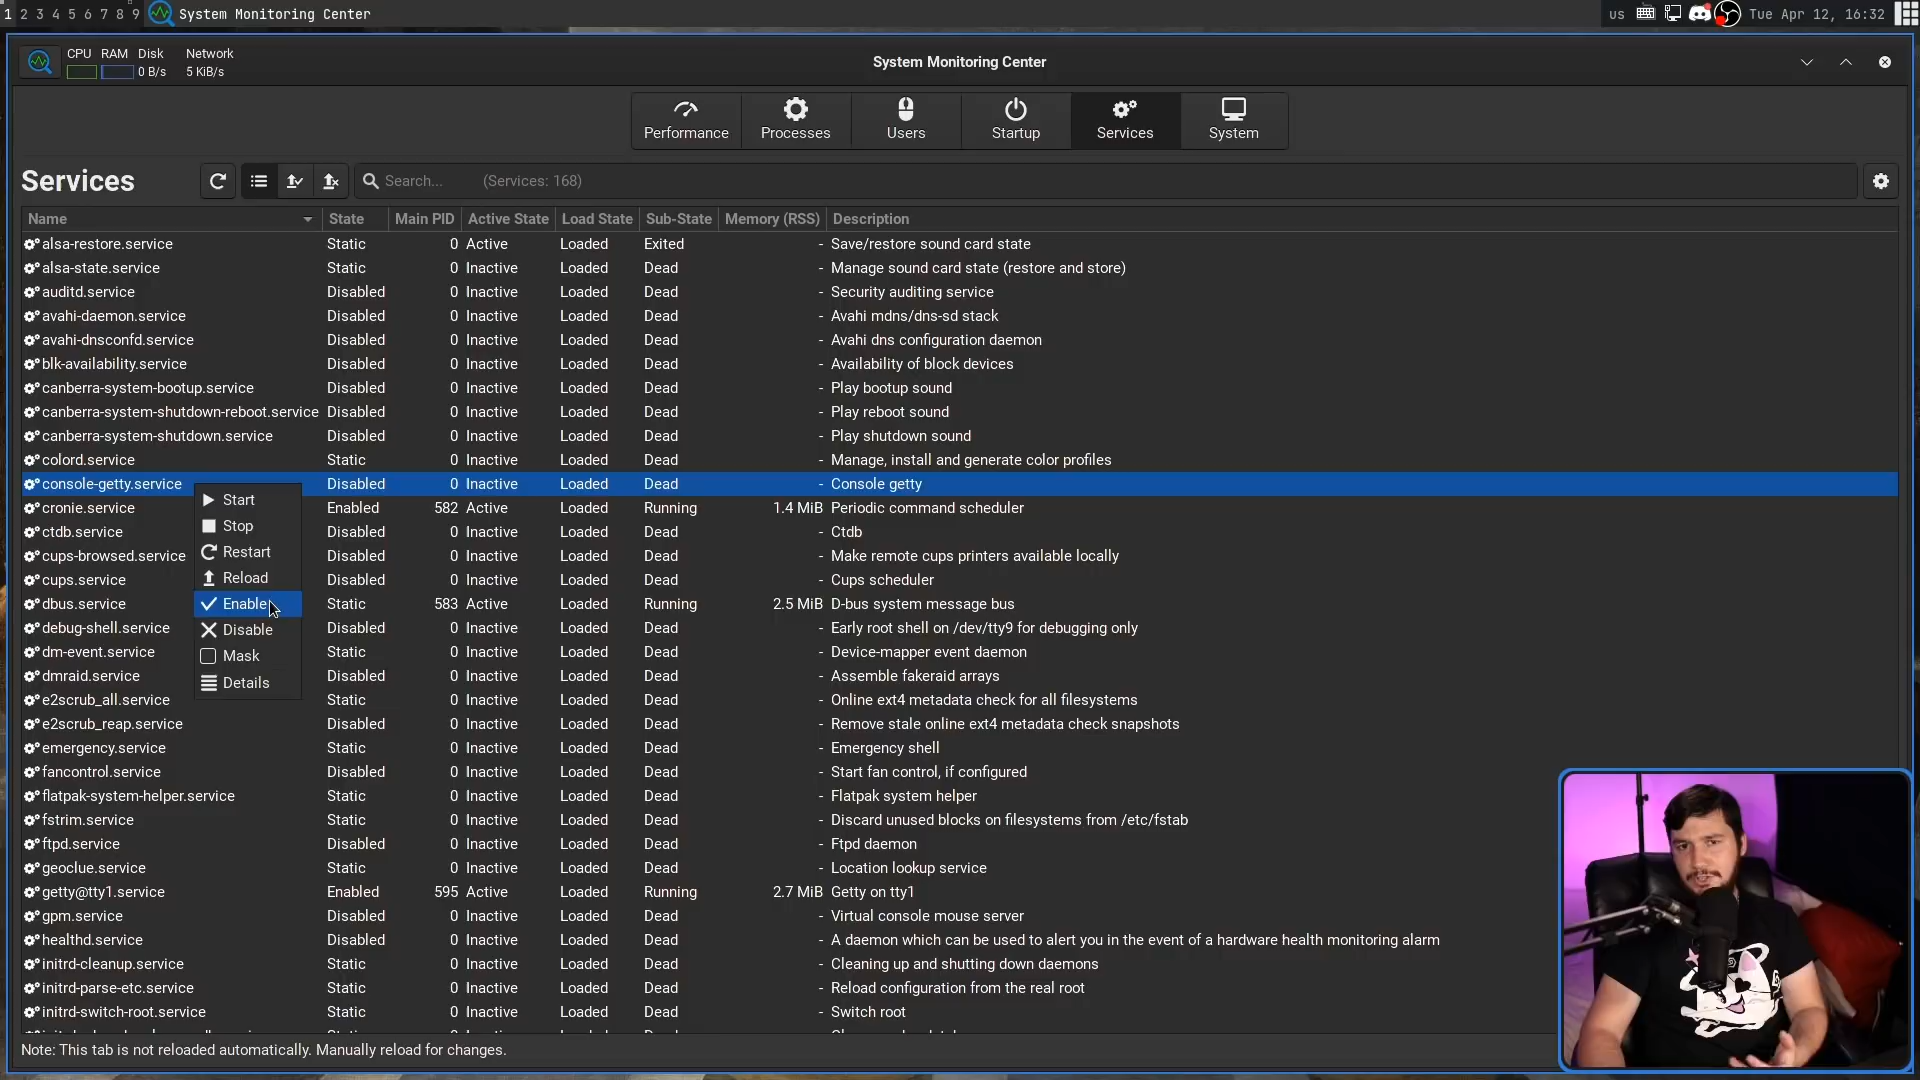 1 2 3 4 5 6 7 8 9 System Monitoring Center
us Tue Apr 12, 16:32
CPU RAM Disk Network
0 B/s 5 KiB/s
System Monitoring Center
Performance Processes Users Startup Services System
Services Search... (Services: 168)
Name State Main PID Active State Load State Sub-State Memory (RSS) Description
alsa-restore.service Static 0 Active Loaded Exited - Save/restore sound card state
alsa-state.service Static 0 Inactive Loaded Dead - Manage sound card state (restore and store)
auditd.service Disabled 0 Inactive Loaded Dead - Security auditing service
avahi-daemon.service Disabled 0 Inactive Loaded Dead - Avahi mdns/dns-sd stack
avahi-dnsconfd.service Disabled 0 Inactive Loaded Dead - Avahi dns configuration daemon
blk-availability.service Disabled 0 Inactive Loaded Dead - Availability of block devices
canberra-system-bootup.service Disabled 0 Inactive Loaded Dead - Play bootup sound
canberra-system-shutdown-reboot.service Disabled 0 Inactive Loaded Dead - Play reboot sound
canberra-system-shutdown.service Disabled 0 Inactive Loaded Dead - Play shutdown sound
colord.service Static 0 Inactive Loaded Dead - Manage, install and generate color profiles
console-getty.service Disabled 0 Inactive Loaded Dead - Console getty
cronie.service Enabled 582 Active Loaded Running 1.4 MiB Periodic command scheduler
ctdb.service Disabled 0 Inactive Loaded Dead - Ctdb
cups-browsed.service Disabled 0 Inactive Loaded Dead - Make remote cups printers available locally
cups.service Disabled 0 Inactive Loaded Dead - Cups scheduler
dbus.service Static 583 Active Loaded Running 2.5 MiB D-bus system message bus
debug-shell.service Disabled 0 Inactive Loaded Dead - Early root shell on /dev/tty9 for debugging only
dm-event.service Static 0 Inactive Loaded Dead - Device-mapper event daemon
dmraid.service Disabled 0 Inactive Loaded Dead - Assemble fakeraid arrays
e2scrub_all.service Static 0 Inactive Loaded Dead - Online ext4 metadata check for all filesystems
e2scrub_reap.service Disabled 0 Inactive Loaded Dead - Remove stale online ext4 metadata check snapshots
emergency.service Static 0 Inactive Loaded Dead - Emergency shell
fancontrol.service Disabled 0 Inactive Loaded Dead - Start fan control, if configured
flatpak-system-helper.service Static 0 Inactive Loaded Dead - Flatpak system helper
fstrim.service Static 0 Inactive Loaded Dead - Discard unused blocks on filesystems from /etc/fstab
ftpd.service Disabled 0 Inactive Loaded Dead - Ftpd daemon
geoclue.service Static 0 Inactive Loaded Dead - Location lookup service
getty@tty1.service Enabled 595 Active Loaded Running 2.7 MiB Getty on tty1
gpm.service Disabled 0 Inactive Loaded Dead - Virtual console mouse server
healthd.service Disabled 0 Inactive Loaded Dead - A daemon which can be used to alert you in the event of a hardware health monitoring alarm
initrd-cleanup.service Static 0 Inactive Loaded Dead - Cleaning up and shutting down daemons
initrd-parse-etc.service Static 0 Inactive Loaded Dead - Reload configuration from the real root
initrd-switch-root.service Static 0 Inactive Loaded Dead - Switch root
Start
Stop
Restart
Reload
Enable
Disable
Mask
Details
Note: This tab is not reloaded automatically. Manually reload for changes.